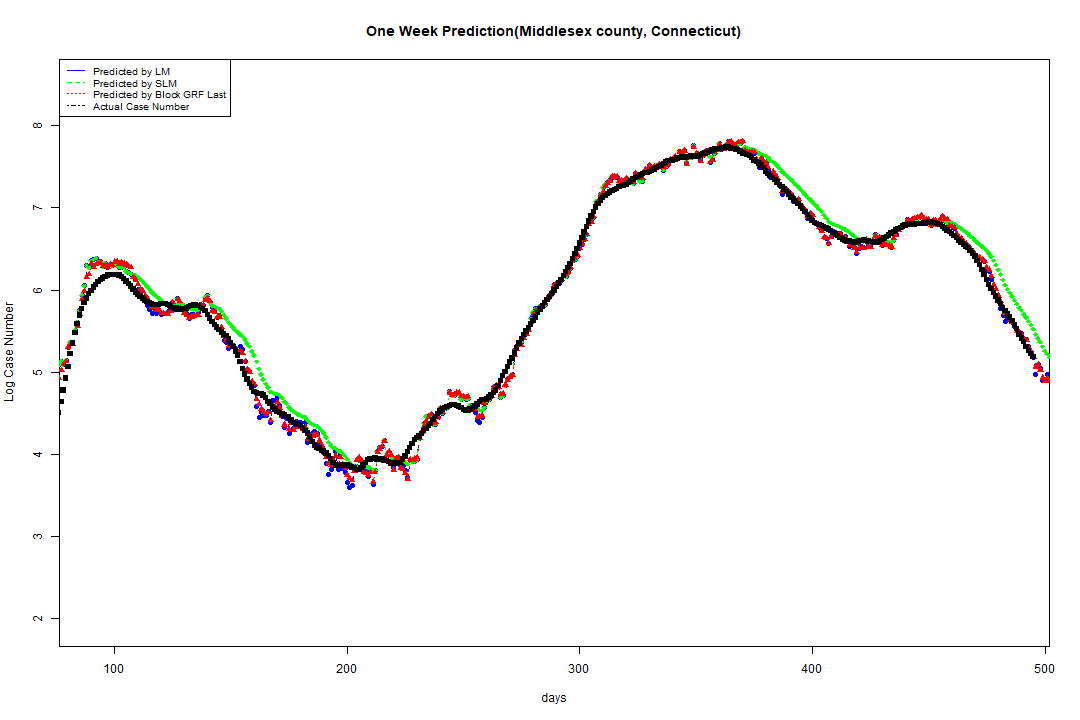 One Week Prediction(Middlesex county, Connecticut)
Predicted by LM
Predicted by SLM
Predicted by Block GRF Last
Actual Case Number
8
7
6
5
4
3
2
Log Case Number
100 200 300 400 500
days